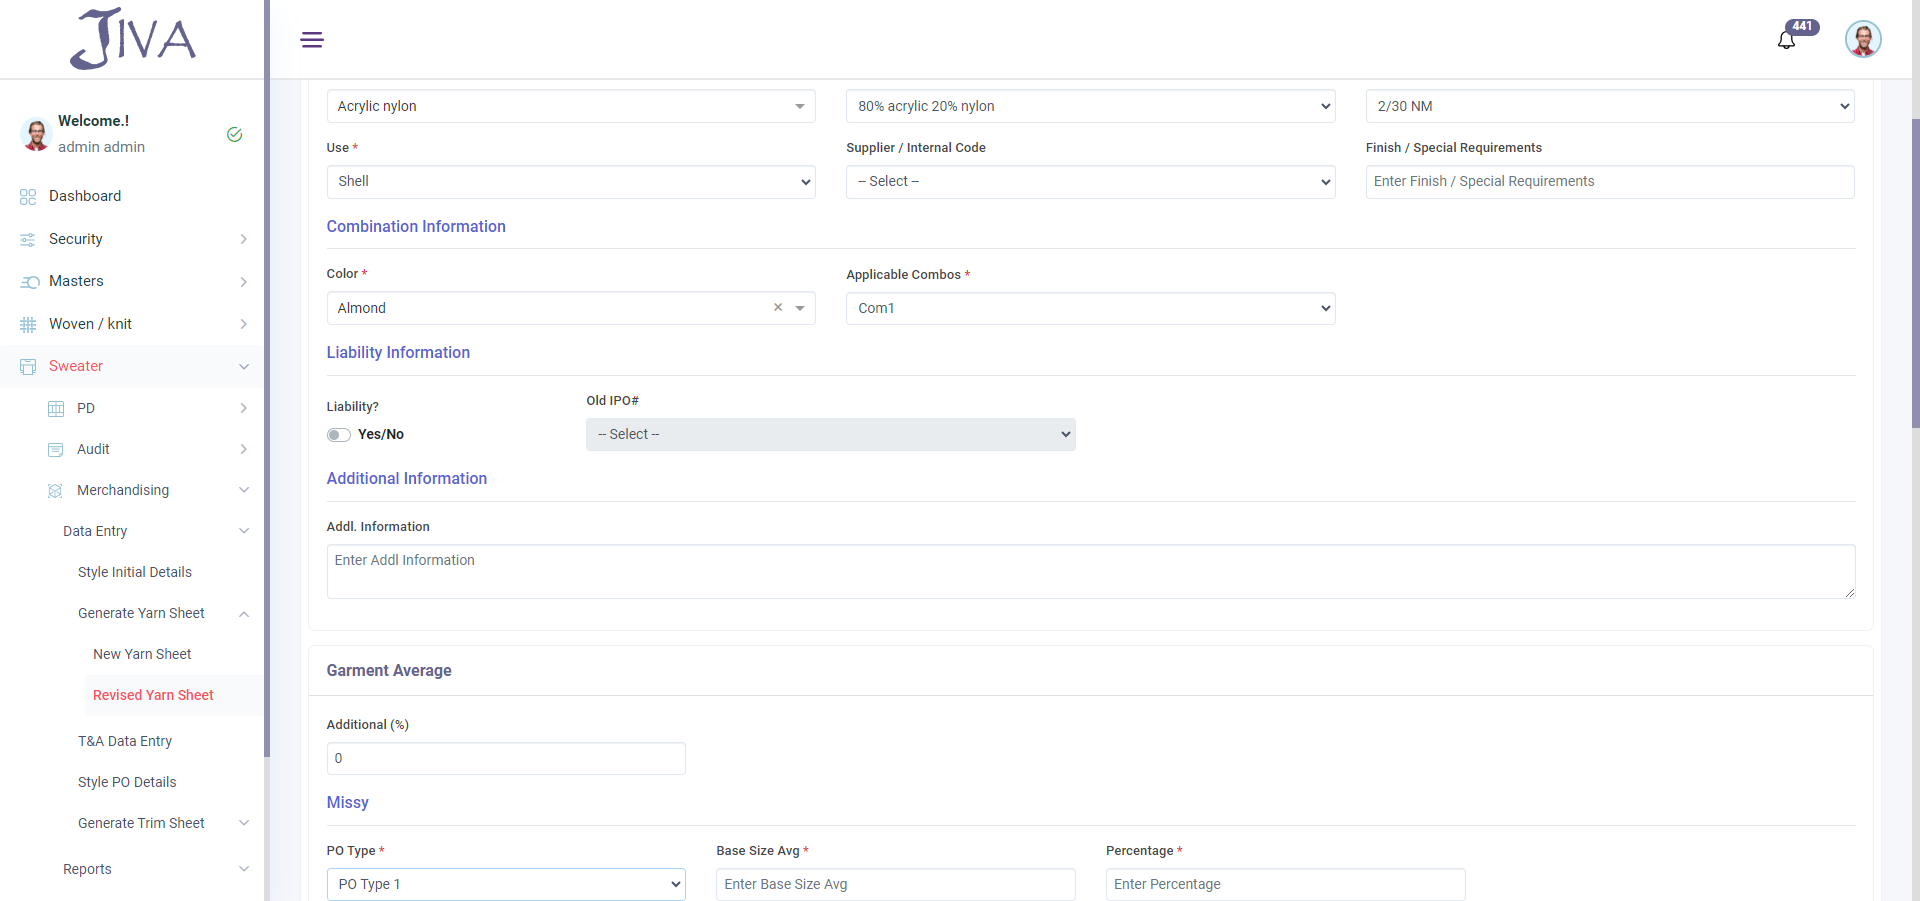 JIVA
441
Welcome.!
admin admin
Dashboard
Security
Masters
Woven / knit
Sweater
PD
Audit
Merchandising
Data Entry
Style Initial Details
Generate Yarn Sheet
New Yarn Sheet
Revised Yarn Sheet
T&A Data Entry
Style PO Details
Generate Trim Sheet
Reports
Acrylic nylon
80% acrylic 20% nylon
2/30 NM
Use *
Supplier / Internal Code
Finish / Special Requirements
Shell
-- Select --
Enter Finish / Special Requirements
Combination Information
Color *
Applicable Combos *
Almond
Com1
Liability Information
Liability?
Old IPO#
Yes/No
-- Select --
Additional Information
Addl. Information
Enter Addl Information
Garment Average
Additional (%)
0
Missy
PO Type *
Base Size Avg *
Percentage *
PO Type 1
Enter Base Size Avg
Enter Percentage